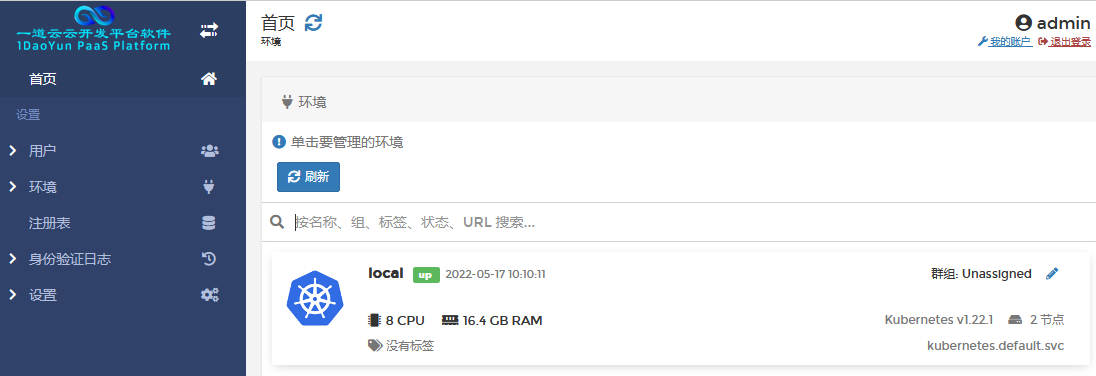 一道云云开发平台软件
1DaoYun PaaS Platform
首页
设置
用户
环境
注册表
身份验证日志
设置
首页
环境
admin
我的账户 退出登录
环境
单击要管理的环境
刷新
按名称、组、标签、状态、URL 搜索...
local up 2022-05-17 10:10:11 群组: Unassigned
8 CPU 16.4 GB RAM Kubernetes v1.22.1 2 节点
没有标签 kubernetes.default.svc